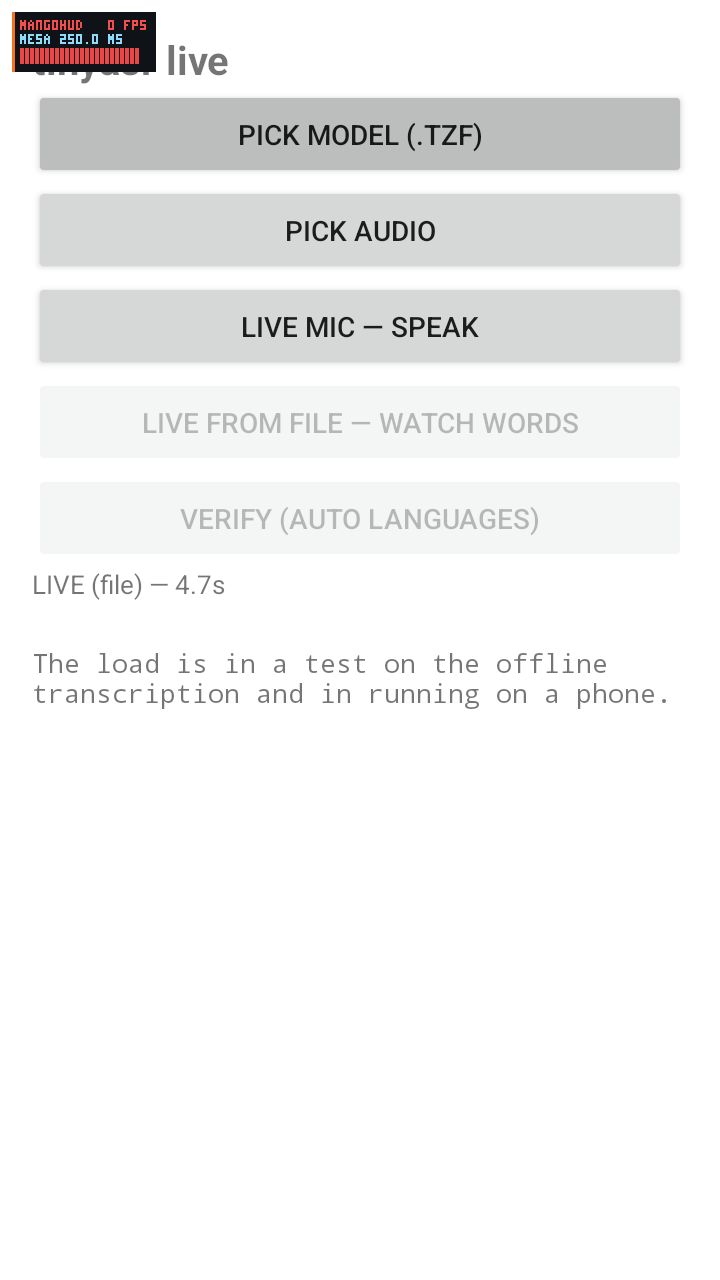 MANGOHUD 0 FPS
MESA 250.0 MS
live
PICK MODEL (.TZF)
PICK AUDIO
LIVE MIC — SPEAK
LIVE FROM FILE — WATCH WORDS
VERIFY (AUTO LANGUAGES)
LIVE (file) — 4.7s
The load is in a test on the offline
transcription and in running on a phone.